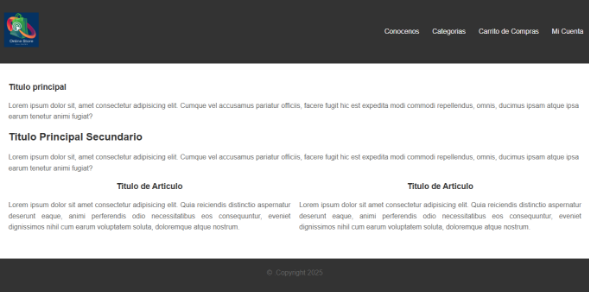 Conocenos Categorias Carrito de Compras Mi Cuenta
Titulo principal
Lorem ipsum dolor sit, amet consectetur adipisicing elit. Cumque vel accusamus pariatur officiis, facere fugit hic est expedita modi commodi repellendus, omnis, ducimus ipsam atque ipsa
earum tenetur animi fugiat?
Titulo Principal Secundario
Lorem ipsum dolor sit, amet consectetur adipisicing elit. Cumque vel accusamus pariatur officiis, facere fugit hic est expedita modi commodi repellendus, omnis, ducimus ipsam atque ipsa
earum tenetur animi fugiat?
Titulo de Articulo
Lorem ipsum dolor sit amet consectetur adipisicing elit. Quia reiciendis distinctio aspernatur
deserunt eaque, animi perferendis odio necessitatibus eos consequuntur, eveniet
dignissimos nihil cum earum voluptatem soluta, doloremque atque nostrum.
Titulo de Articulo
Lorem ipsum dolor sit amet consectetur adipisicing elit. Quia reiciendis distinctio aspernatur
deserunt eaque, animi perferendis odio necessitatibus eos consequuntur, eveniet
dignissimos nihil cum earum voluptatem soluta, doloremque atque nostrum.
© Copyright 2025